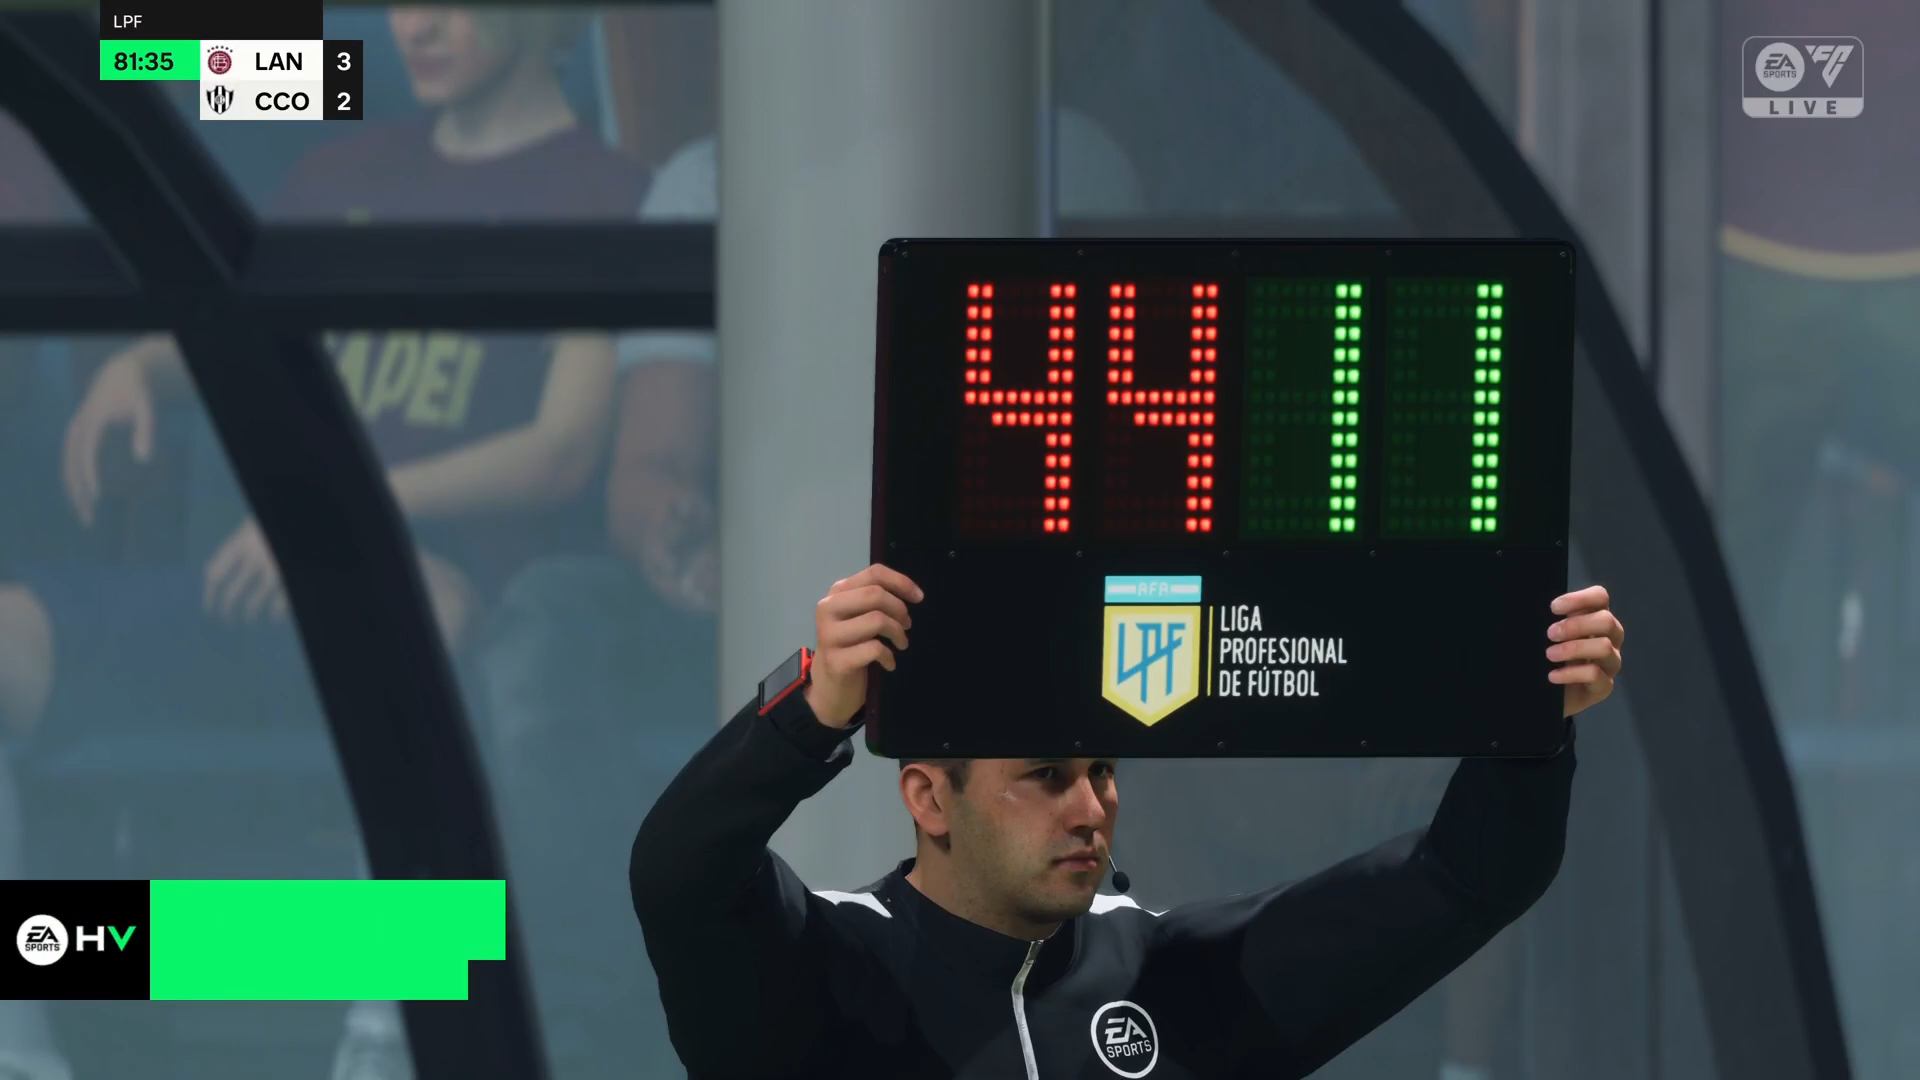 LPF
81:35 LAN 3
CCO 2
EA SPORTS FC
LIVE
44 11
AFA
LPF
LIGA
PROFESIONAL
DE FÚTBOL
EA SPORTS HV
EA
SPORTS